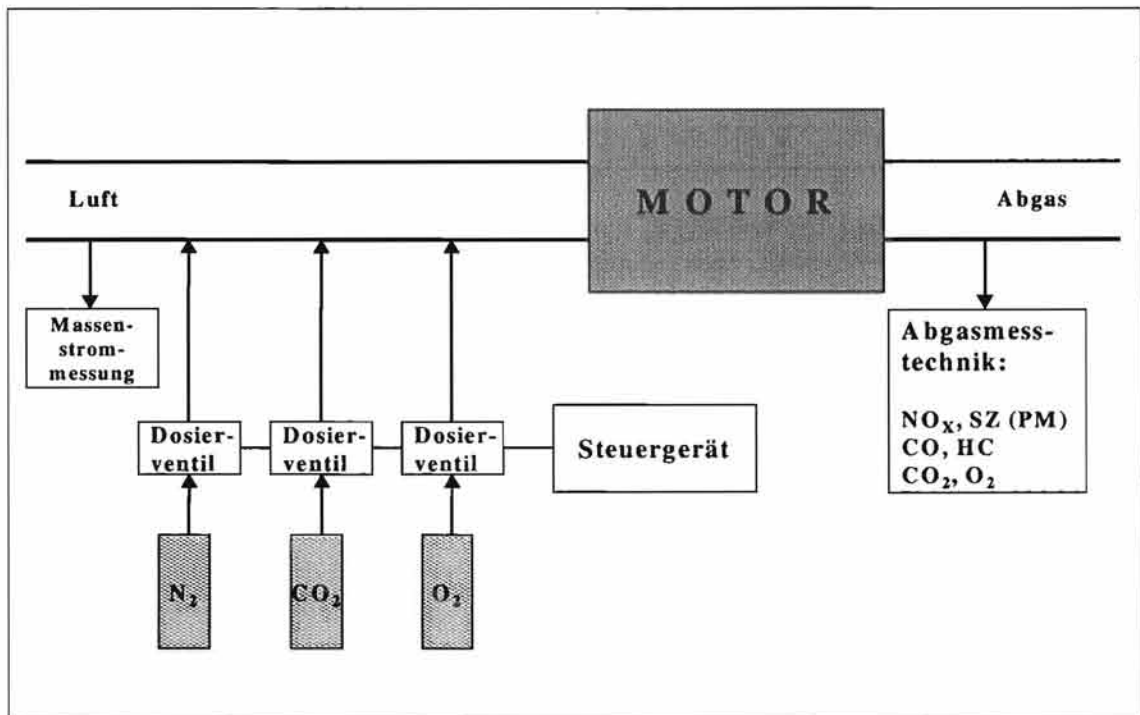 MOTOR
Luft
Abgas
Massen-
strom-
messung
Abgasmess-
technik:
NOX, SZ (PM)
CO, HC
CO2, O2
Dosier-
ventil
Dosier-
ventil
Dosier-
ventil
Steuergerät
N2
CO2
O2